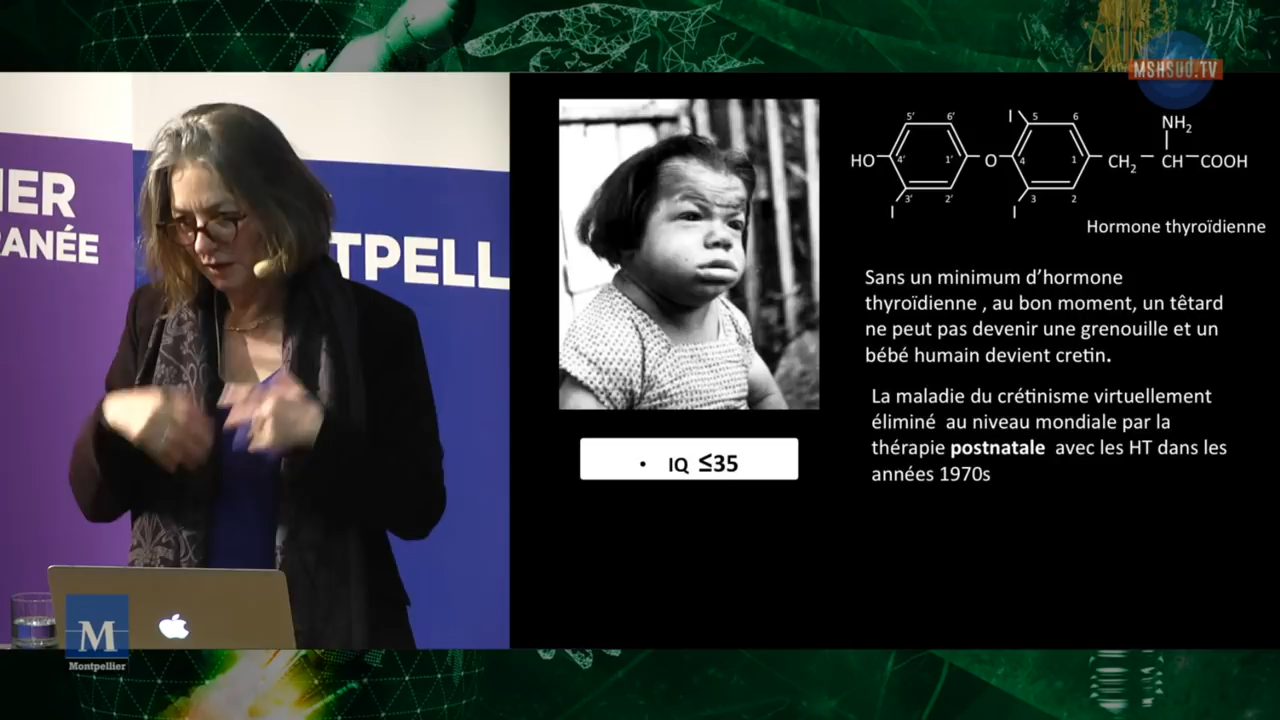 MSHSUD.TV
IER
RANÉE
TPELL
5' 6' I 5 6 NH₂
HO 4' 1' O 4 1 CH₂ CH COOH
3' 2' 3 2
I I
Hormone thyroïdienne
Sans un minimum d’hormone
thyroïdienne , au bon moment, un têtard
ne peut pas devenir une grenouille et un
bébé humain devient cretin.
La maladie du crétinisme virtuellement
éliminé au niveau mondiale par la
thérapie postnatale avec les HT dans les
années 1970s
• IQ ≤35
M
Montpellier